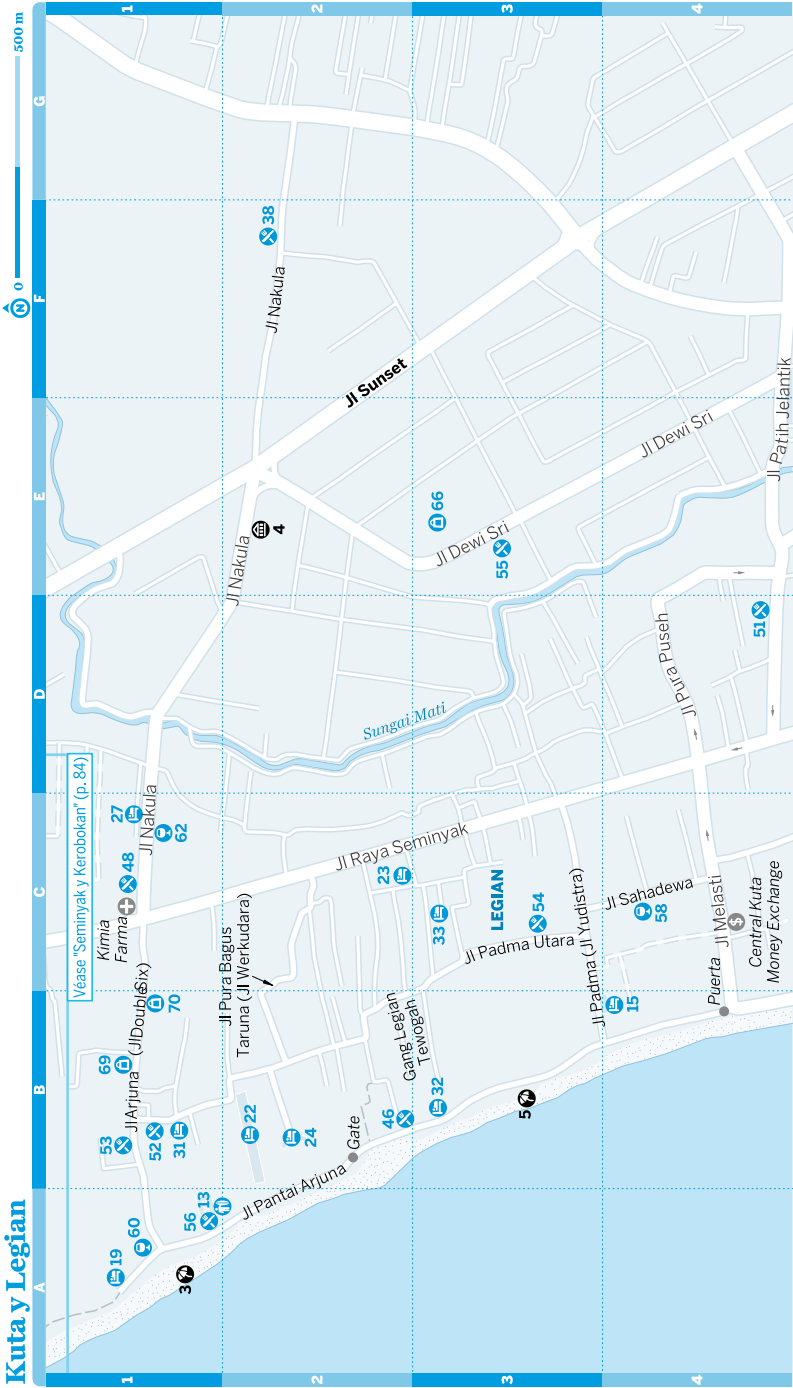 Kuta y Legian
N
0
500 m
A
B
C
D
E
F
G
1
2
3
4
1
2
3
4
Véase "Seminyak y Kerobokan" (p. 84)
19
60
3
56
13
53
52
31
69
70
Jl Arjuna (Jl Double Six)
Kimia
Farma
48
27
62
Jl Nakula
Jl Nakula
4
Jl Nakula
38
Jl Sunset
Jl Pantai Arjuna
Gate
22
24
46
32
Jl Pura Bagus
Taruna (Jl Werkudara)
Gang Legian
Tewogah
Jl Raya Seminyak
23
33
LEGIAN
54
Jl Padma Utara
Sungai Mati
66
55
Jl Dewi Sri
Jl Dewi Sri
5
Jl Padma (Jl Yudistra)
15
Jl Sahadewa
58
Puerta
Jl Melasti
Central Kuta
Money Exchange
Jl Pura Puseh
51
Jl Patih Jelantik